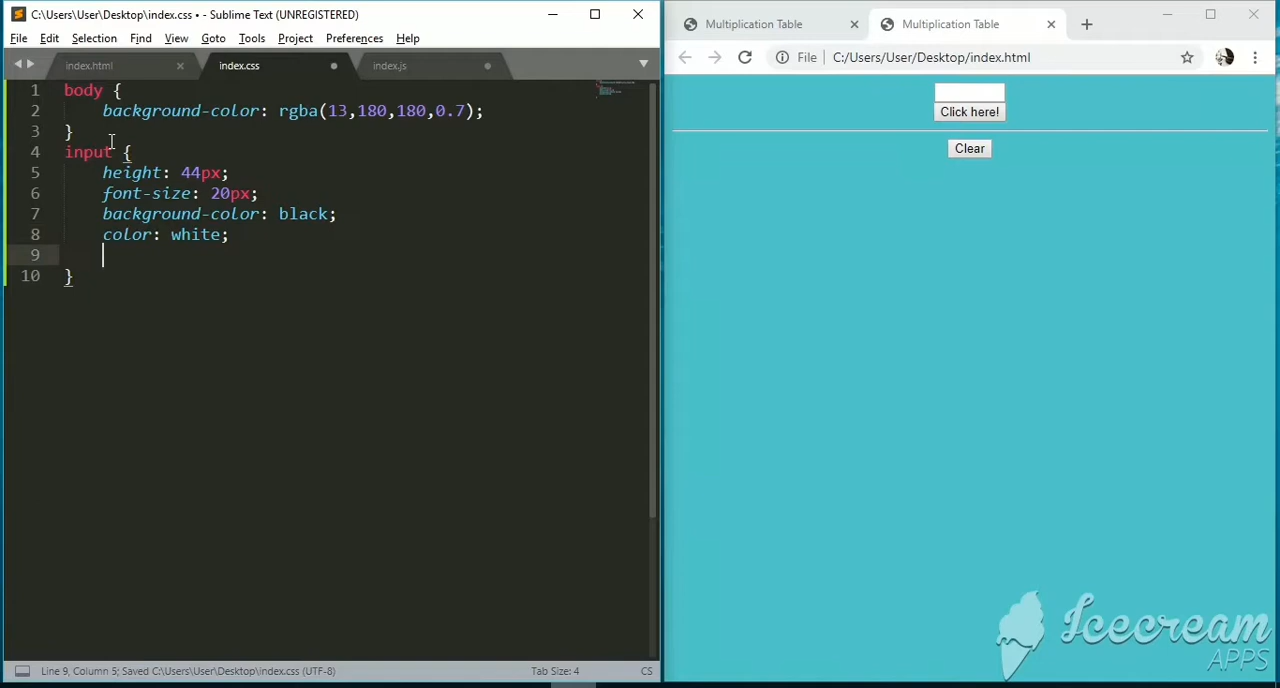 C:\Users\User\Desktop\index.css • - Sublime Text (UNREGISTERED)
File Edit Selection Find View Goto Tools Project Preferences Help
index.html index.css index.js
1 body {
2 background-color: rgba(13,180,180,0.7);
3 }
4 input {
5 height: 44px;
6 font-size: 20px;
7 background-color: black;
8 color: white;
9
10 }
Line 9, Column 5; Saved C:\Users\User\Desktop\index.css (UTF-8) Tab Size: 4 CS
Multiplication Table Multiplication Table
File C:/Users/User/Desktop/index.html
Click here!
Clear
Icecream
APPS